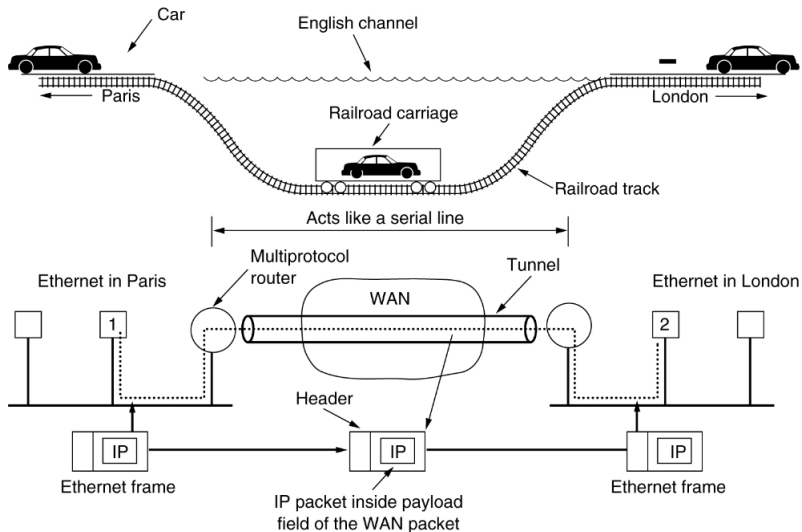 Car
English channel
Paris
London
Railroad carriage
Railroad track
Acts like a serial line
Multiprotocol
router
Tunnel
Ethernet in Paris
WAN
Ethernet in London
1
2
Header
IP
IP
IP
Ethernet frame
Ethernet frame
IP packet inside payload
field of the WAN packet